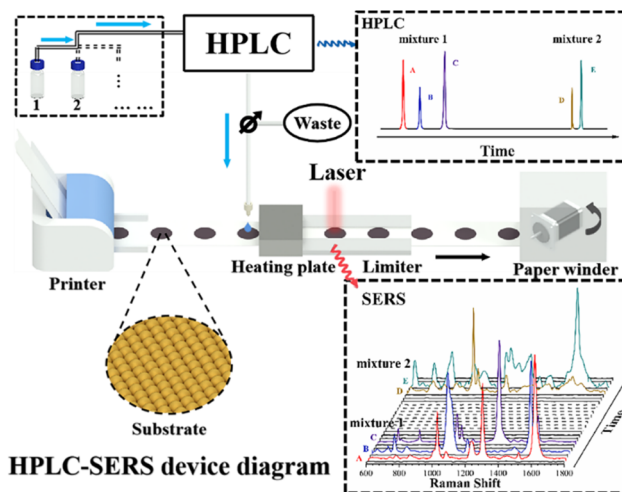 HPLC
1 2 ... ...
Waste
HPLC
mixture 1
mixture 2
A
B
C
D
E
Time
Laser
Printer
Heating plate
Limiter
Paper winder
Substrate
HPLC-SERS device diagram
SERS
mixture 2
E
D
mixture 1
C
B
A
Time
600 800 1000 1200 1400 1600 1800
Raman Shift